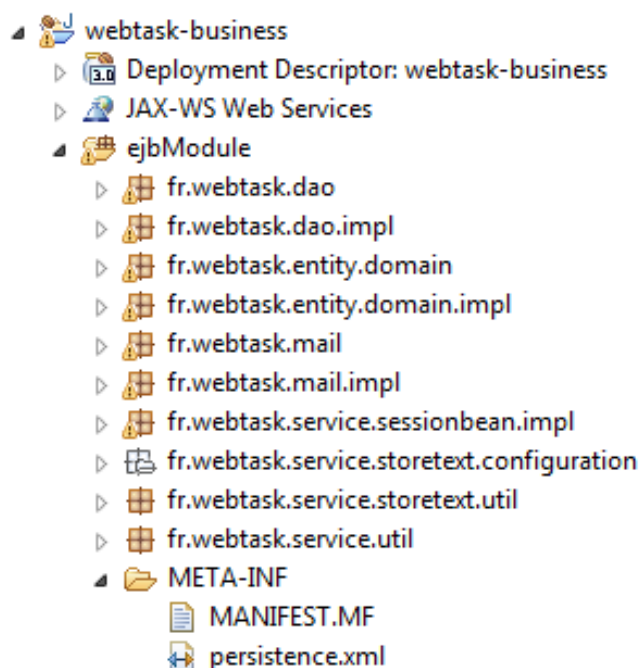 webtask-business
3.0 Deployment Descriptor: webtask-business
JAX-WS Web Services
ejbModule
fr.webtask.dao
fr.webtask.dao.impl
fr.webtask.entity.domain
fr.webtask.entity.domain.impl
fr.webtask.mail
fr.webtask.mail.impl
fr.webtask.service.sessionbean.impl
fr.webtask.service.storetext.configuration
fr.webtask.service.storetext.util
fr.webtask.service.util
META-INF
MANIFEST.MF
persistence.xml